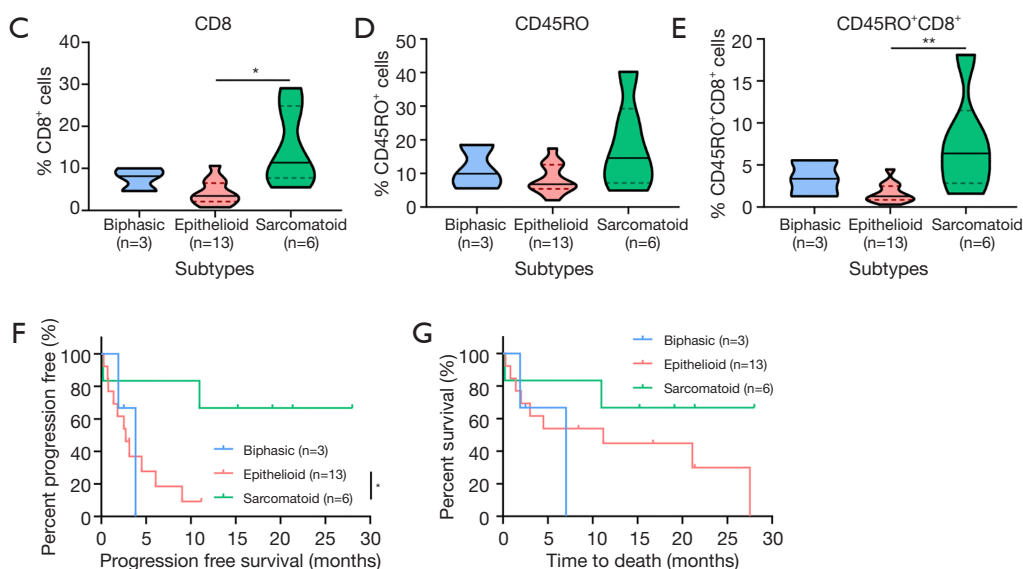 C
CD8
% CD8⁺ cells
40
30
20
10
0
*
Biphasic
(n=3)
Epithelioid
(n=13)
Sarcomatoid
(n=6)
Subtypes
D
CD45RO
% CD45RO⁺ cells
50
40
30
20
10
0
Biphasic
(n=3)
Epithelioid
(n=13)
Sarcomatoid
(n=6)
Subtypes
E
CD45RO⁺CD8⁺
% CD45RO⁺CD8⁺ cells
20
15
10
5
0
**
Biphasic
(n=3)
Epithelioid
(n=13)
Sarcomatoid
(n=6)
Subtypes
F
Percent progression free (%)
100
80
60
40
20
0
Biphasic (n=3)
Epithelioid (n=13)
Sarcomatoid (n=6)
*
0 5 10 15 20 25 30
Progression free survival (months)
G
Percent survival (%)
100
80
60
40
20
0
Biphasic (n=3)
Epithelioid (n=13)
Sarcomatoid (n=6)
0 5 10 15 20 25 30
Time to death (months)